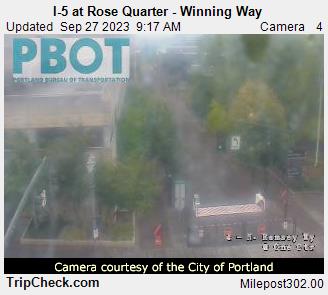 I-5 at Rose Quarter - Winning Way
Updated Sep 27 2023 9:17 AM Camera 4
PBOT
PORTLAND BUREAU OF TRANSPORTATION
Camera courtesy of the City of Portland
TripCheck.com Milepost302.00